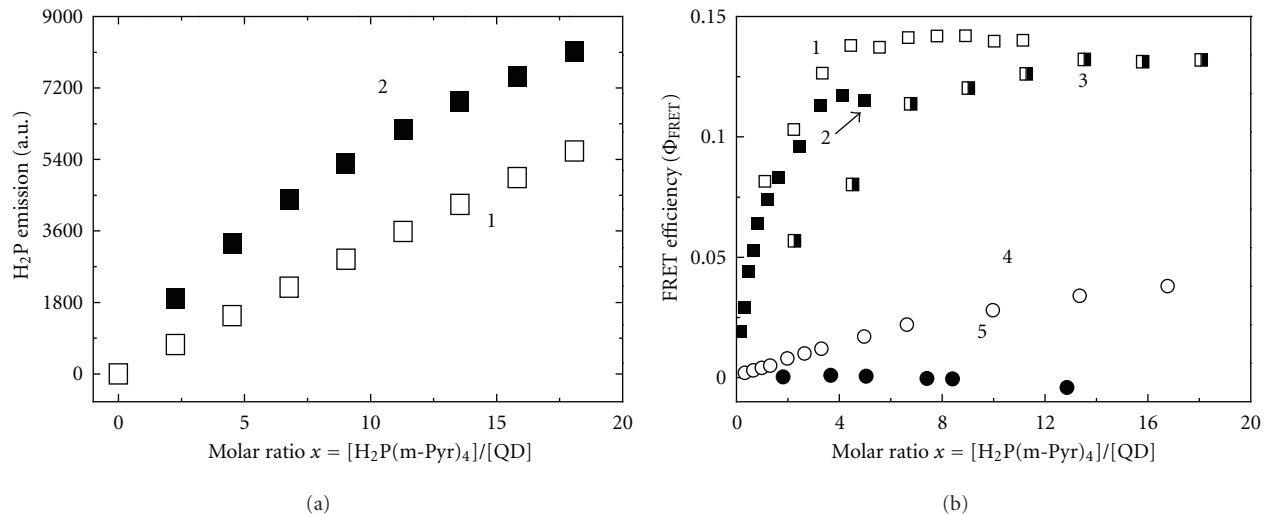 9000
7200
5400
3600
1800
0
H₂P emission (a.u.)
2
1
0 5 10 15 20
Molar ratio x = [H₂P(m-Pyr)₄]/[QD]
(a)
0.15
0.1
0.05
0
FRET efficiency (Φ_FRET)
1
2
3
4
5
0 4 8 12 16 20
Molar ratio x = [H₂P(m-Pyr)₄]/[QD]
(b)